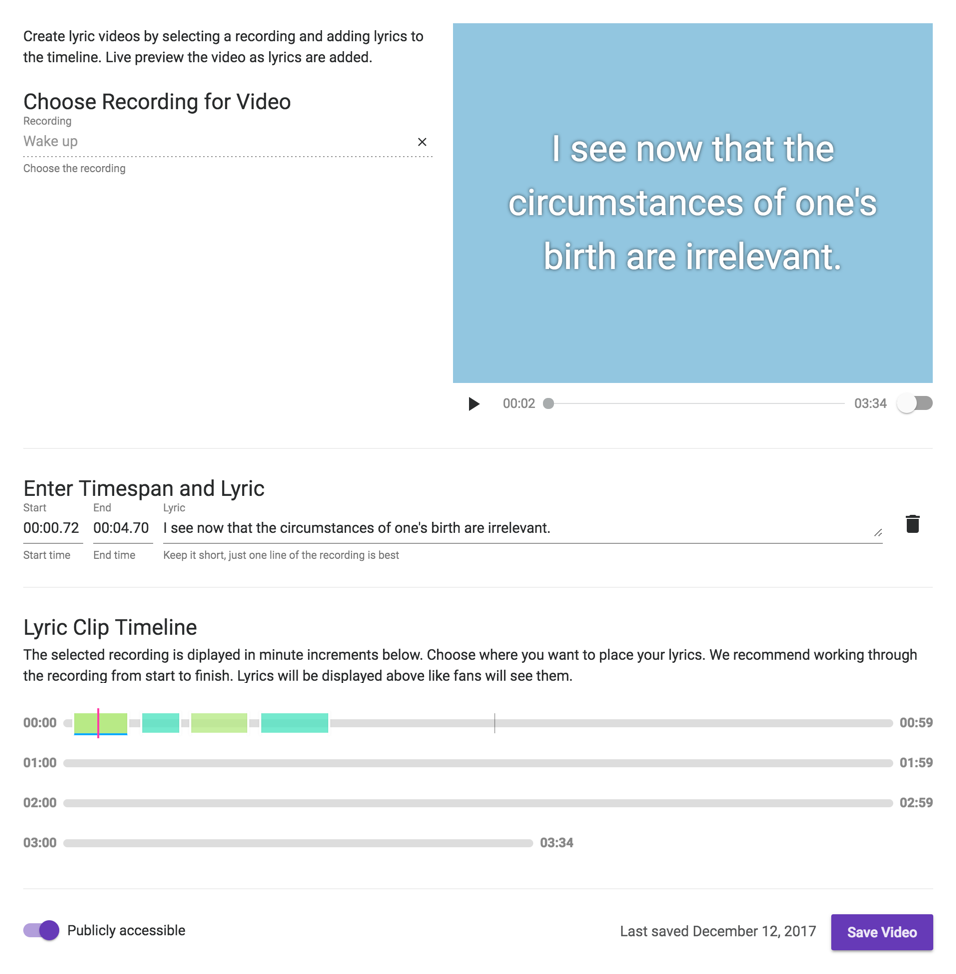 Create lyric videos by selecting a recording and adding lyrics to
the timeline. Live preview the video as lyrics are added.
Choose Recording for Video
Recording
Wake up
Choose the recording
I see now that the
circumstances of one's
birth are irrelevant.
00:02
03:34
Enter Timespan and Lyric
Start
End
Lyric
00:00.72
00:04.70
I see now that the circumstances of one's birth are irrelevant.
Start time
End time
Keep it short, just one line of the recording is best
Lyric Clip Timeline
The selected recording is diplayed in minute increments below. Choose where you want to place your lyrics. We recommend working through
the recording from start to finish. Lyrics will be displayed above like fans will see them.
00:00
00:59
01:00
01:59
02:00
02:59
03:00
03:34
Publicly accessible
Last saved December 12, 2017
Save Video